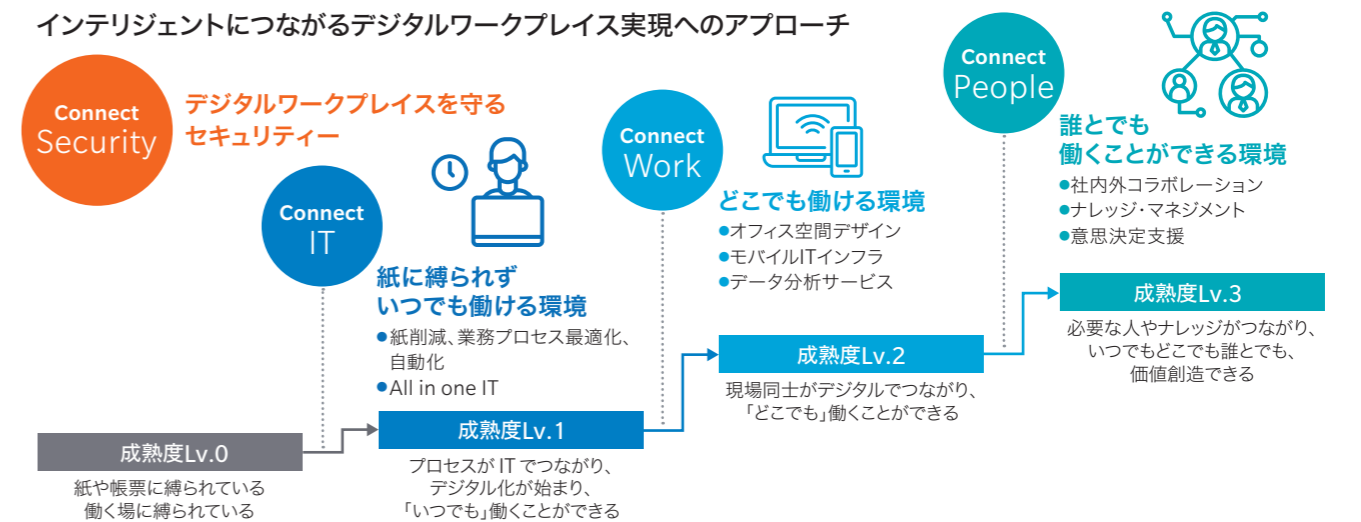 インテリジェントにつながるデジタルワークプレイス実現へのアプローチ
Connect
Security
デジタルワークプレイスを守る
セキュリティー
Connect
IT
紙に縛られず
いつでも働ける環境
●紙削減、業務プロセス最適化、
自動化
●All in one IT
Connect
Work
どこでも働ける環境
●オフィス空間デザイン
●モバイルITインフラ
●データ分析サービス
Connect
People
誰とでも
働くことができる環境
●社内外コラボレーション
●ナレッジ・マネジメント
●意思決定支援
成熟度Lv.0
紙や帳票に縛られている
働く場に縛られている
成熟度Lv.1
プロセスが IT でつながり、
デジタル化が始まり、
「いつでも」働くことができる
成熟度Lv.2
現場同士がデジタルでつながり、
「どこでも」働くことができる
成熟度Lv.3
必要な人やナレッジがつながり、
いつでもどこでも誰とでも、
価値創造できる